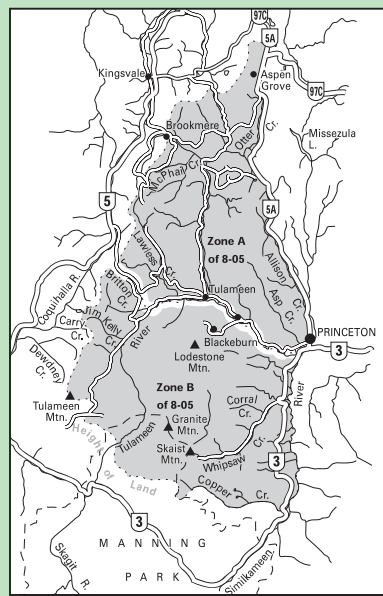 97C
5A
Kingsvale
Aspen
Grove
97C
Brookmere
Otter Cr.
Missezula
L.
McPhail Cr.
5
5A
Lawless Cr.
Zone A
of 8-05
Allison Cr.
Coquihalla R.
Britton
Cr.
Tulameen
Asp Cr.
Jim Kelly
Cr.
Carry
Cr.
River
Blackeburn
PRINCETON
3
Dewdney
Cr.
Lodestone
Mtn.
Tulameen
Mtn.
Zone B
of 8-05
Corral
Cr.
River
Height of Land
Tulameen
Granite
Mtn.
Skaist
Mtn.
Whipsaw Cr.
3
Copper Cr.
3
MANNING
PARK
Skagit R.
Similkameen